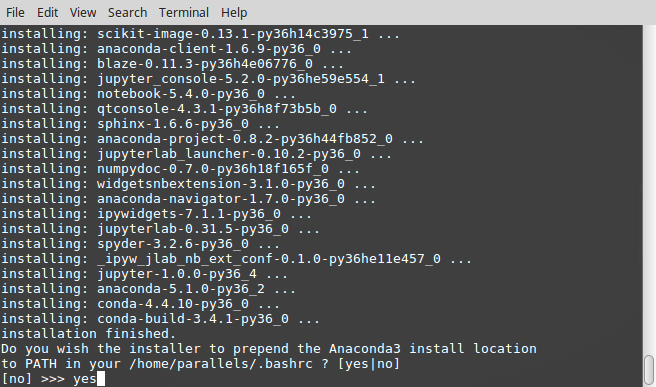 File Edit View Search Terminal Help
installing: scikit-image-0.13.1-py36h14c3975_1 ...
installing: anaconda-client-1.6.9-py36_0 ...
installing: blaze-0.11.3-py36h4e06776_0 ...
installing: jupyter_console-5.2.0-py36he59e554_1 ...
installing: notebook-5.4.0-py36_0 ...
installing: qtconsole-4.3.1-py36h8f73b5b_0 ...
installing: sphinx-1.6.6-py36_0 ...
installing: anaconda-project-0.8.2-py36h44fb852_0 ...
installing: jupyterlab_launcher-0.10.2-py36_0 ...
installing: numpydoc-0.7.0-py36h18f165f_0 ...
installing: widgetsnbextension-3.1.0-py36_0 ...
installing: anaconda-navigator-1.7.0-py36_0 ...
installing: ipywidgets-7.1.1-py36_0 ...
installing: jupyterlab-0.31.5-py36_0 ...
installing: spyder-3.2.6-py36_0 ...
installing: _ipyw_jlab_nb_ext_conf-0.1.0-py36he11e457_0 ...
installing: jupyter-1.0.0-py36_4 ...
installing: anaconda-5.1.0-py36_2 ...
installing: conda-4.4.10-py36_0 ...
installing: conda-build-3.4.1-py36_0 ...
installation finished.
Do you wish the installer to prepend the Anaconda3 install location
to PATH in your /home/parallels/.bashrc ? [yes|no]
[no] >>> yes